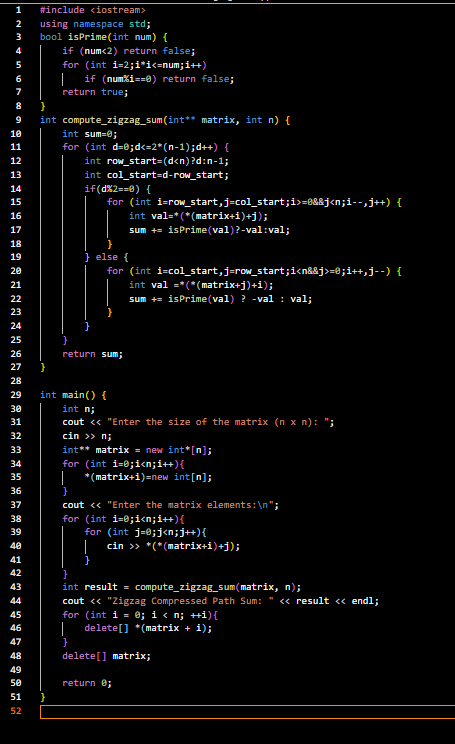 1 #include <iostream>
2 using namespace std;
3 bool isPrime(int num) {
4     if (num<2) return false;
5     for (int i=2;i*i<=num;i++)
6         if (num%i==0) return false;
7     return true;
8 }
9 int compute_zigzag_sum(int** matrix, int n) {
10     int sum=0;
11     for (int d=0;d<=2*(n-1);d++) {
12         int row_start=(d<n)?d:n-1;
13         int col_start=d-row_start;
14         if(d%2==0) {
15             for (int i=row_start,j=col_start;i>=0&&j<n;i--,j++) {
16                 int val=*(*(matrix+i)+j);
17                 sum += isPrime(val)?-val:val;
18             }
19         } else {
20             for (int i=col_start,j=row_start;i<n&&j>=0;i++,j--) {
21                 int val =*(*(matrix+j)+i);
22                 sum += isPrime(val) ? -val : val;
23             }
24         }
25     }
26     return sum;
27 }
28
29 int main() {
30     int n;
31     cout << "Enter the size of the matrix (n x n): ";
32     cin >> n;
33     int** matrix = new int*[n];
34     for (int i=0;i<n;i++){
35         *(matrix+i)=new int[n];
36     }
37     cout << "Enter the matrix elements:\n";
38     for (int i=0;i<n;i++){
39         for (int j=0;j<n;j++){
40             cin >> *(*(matrix+i)+j);
41         }
42     }
43     int result = compute_zigzag_sum(matrix, n);
44     cout << "Zigzag Compressed Path Sum: " << result << endl;
45     for (int i = 0; i < n; ++i){
46         delete[] *(matrix + i);
47     }
48     delete[] matrix;
49
50     return 0;
51 }
52